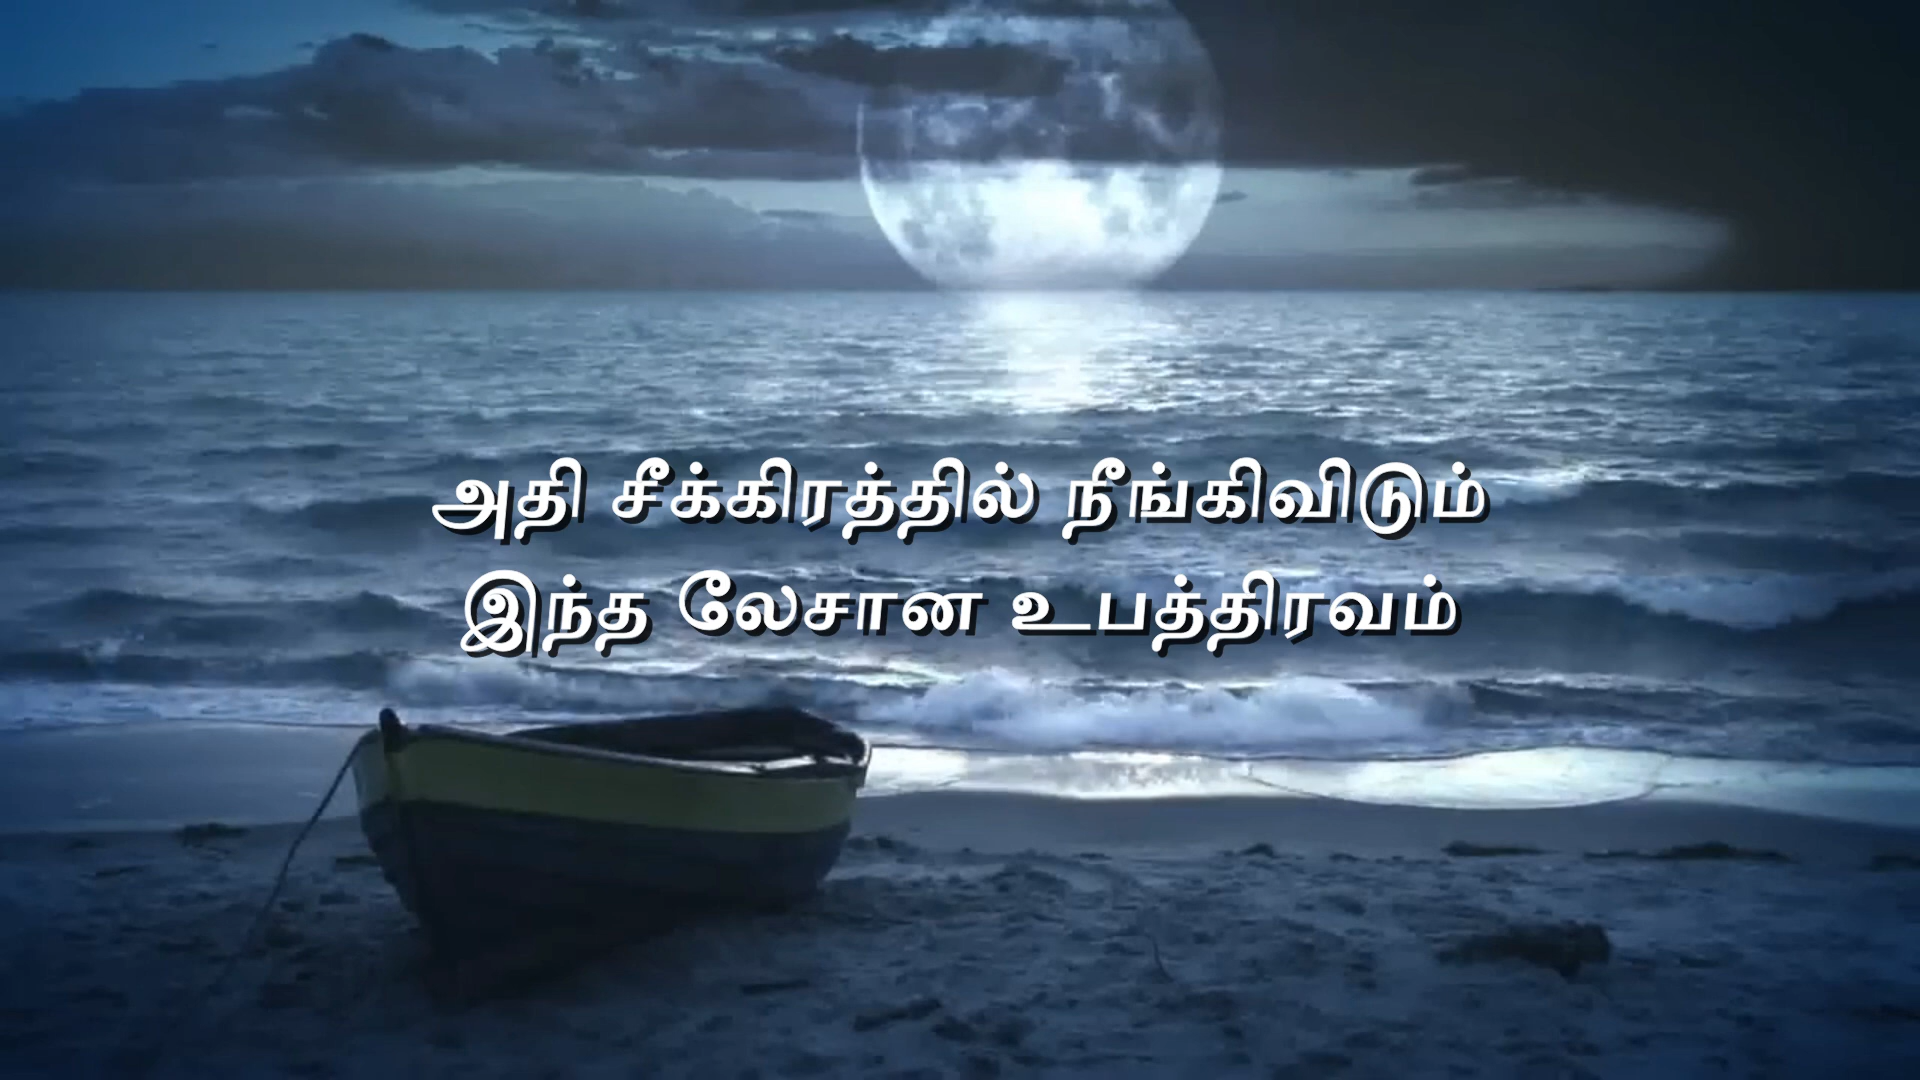 அதி சீக்கிரத்தில் நீங்கிவிடும்
இந்த லேசான உபத்திரவம்